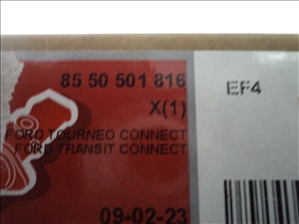 85 50 501 816
EF4
X(1)
FORD TOURNEO CONNECT
FORD TRANSIT CONNECT
09-02-23